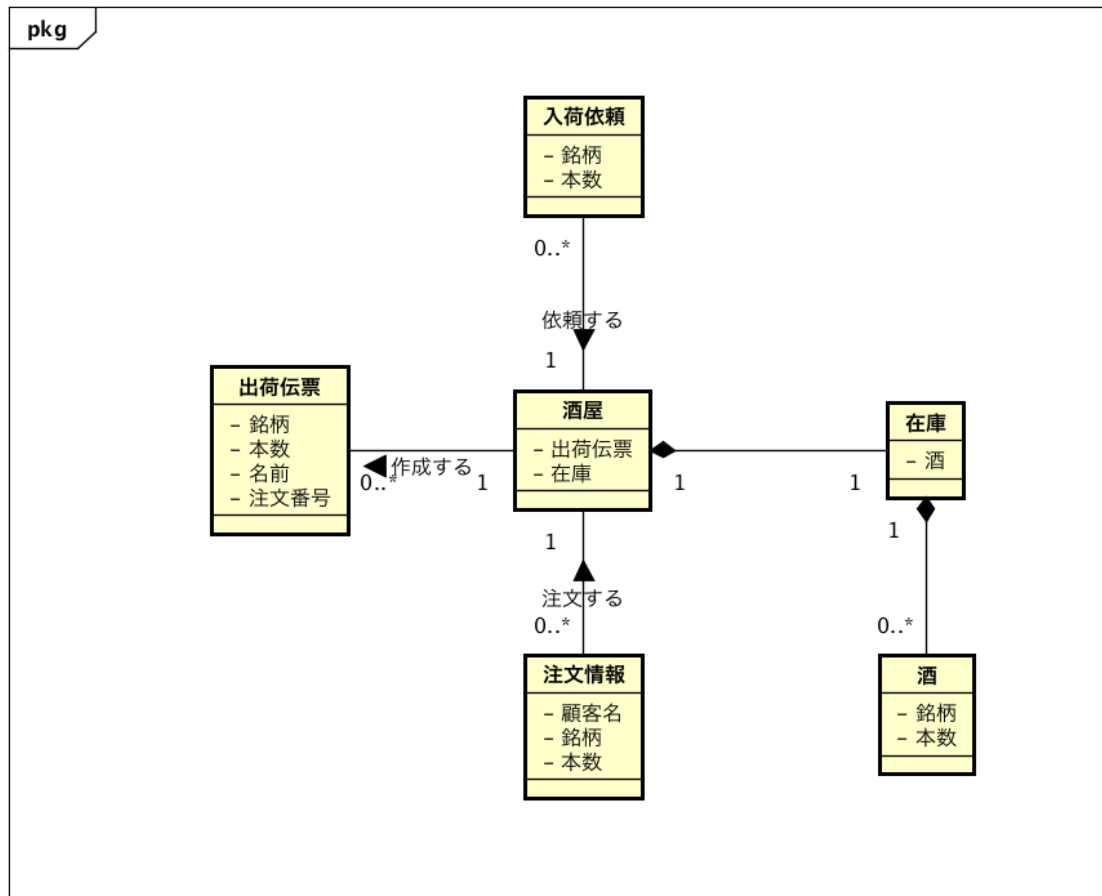 pkg
入荷依頼
- 銘柄
- 本数
0..*
依頼する
1
出荷伝票
- 銘柄
- 本数
- 名前
- 注文番号
作成する
0..*
1
酒屋
- 出荷伝票
- 在庫
1
1
在庫
- 酒
1
注文する
0..*
1
0..*
注文情報
- 顧客名
- 銘柄
- 本数
酒
- 銘柄
- 本数